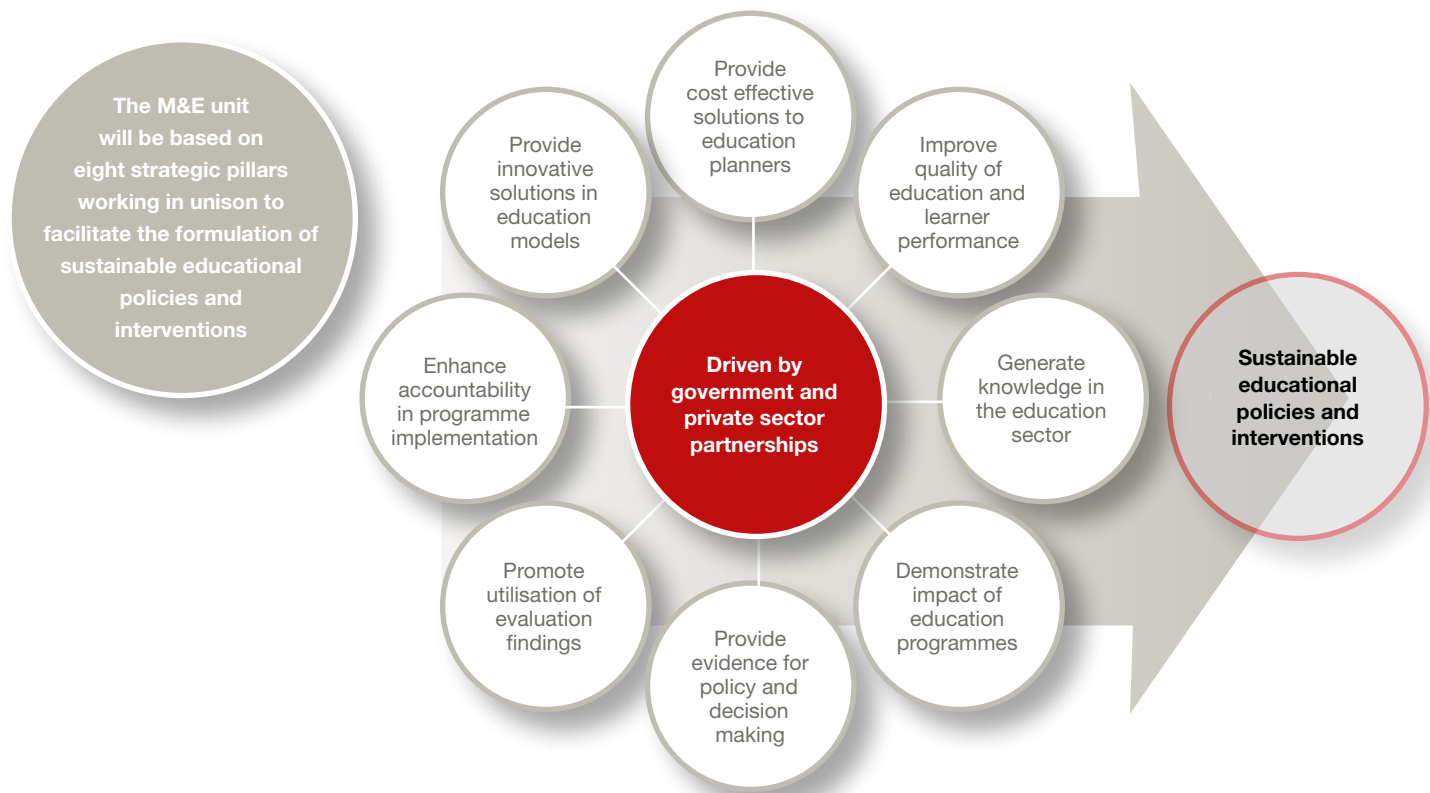 The M&E unit
will be based on
eight strategic pillars
working in unison to
facilitate the formulation of
sustainable educational
policies and
interventions
Provide
cost effective
solutions to
education
planners
Provide
innovative
solutions in
education
models
Improve
quality of
education and
learner
performance
Enhance
accountability
in programme
implementation
Driven by
government and
private sector
partnerships
Generate
knowledge in
the education
sector
Sustainable
educational
policies and
interventions
Promote
utilisation of
evaluation
findings
Provide
evidence for
policy and
decision
making
Demonstrate
impact of
education
programmes